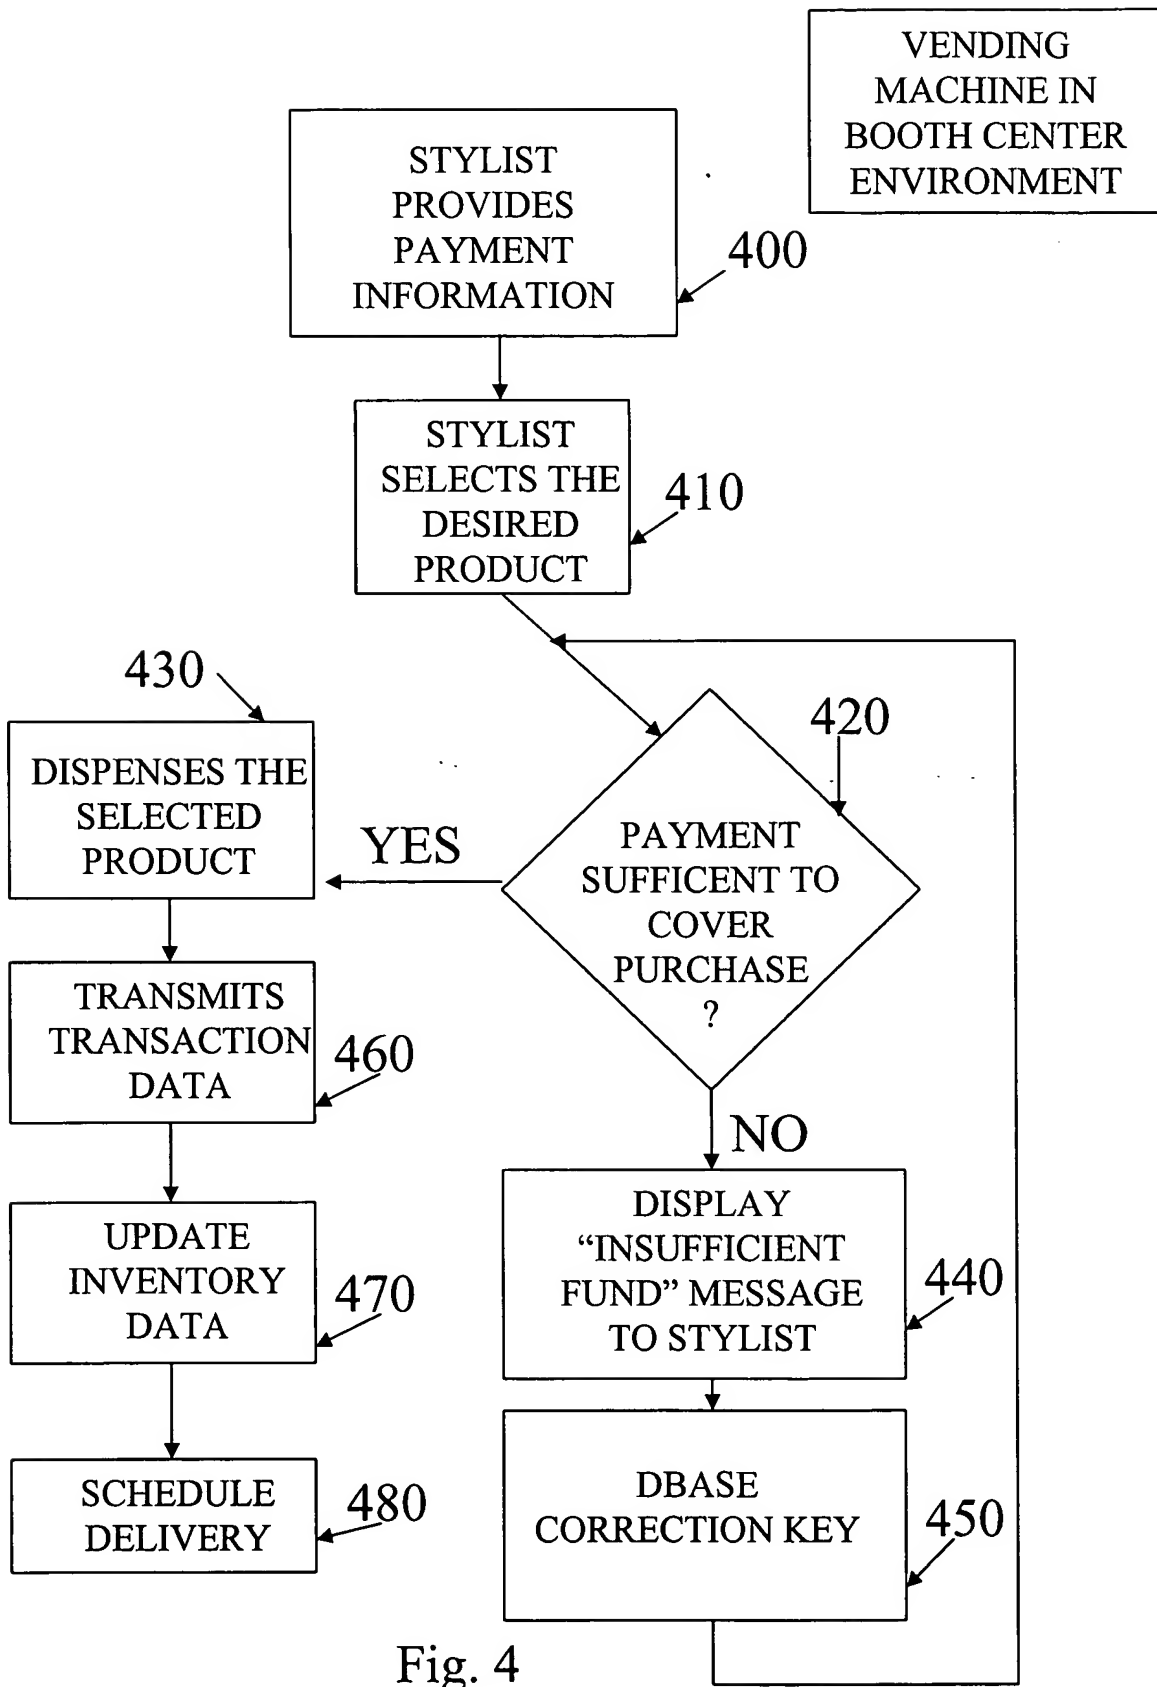 VENDING
MACHINE IN
BOOTH CENTER
ENVIRONMENT
STYLIST
PROVIDES
PAYMENT
INFORMATION
400
STYLIST
SELECTS THE
DESIRED
PRODUCT
410
430
DISPENSES THE
SELECTED
PRODUCT
YES
420
PAYMENT
SUFFICENT TO
COVER
PURCHASE
?
TRANSMITS
TRANSACTION
DATA
460
NO
UPDATE
INVENTORY
DATA
470
DISPLAY
“INSUFFICIENT
FUND” MESSAGE
TO STYLIST
440
SCHEDULE
DELIVERY
480
DBASE
CORRECTION KEY
450
Fig. 4